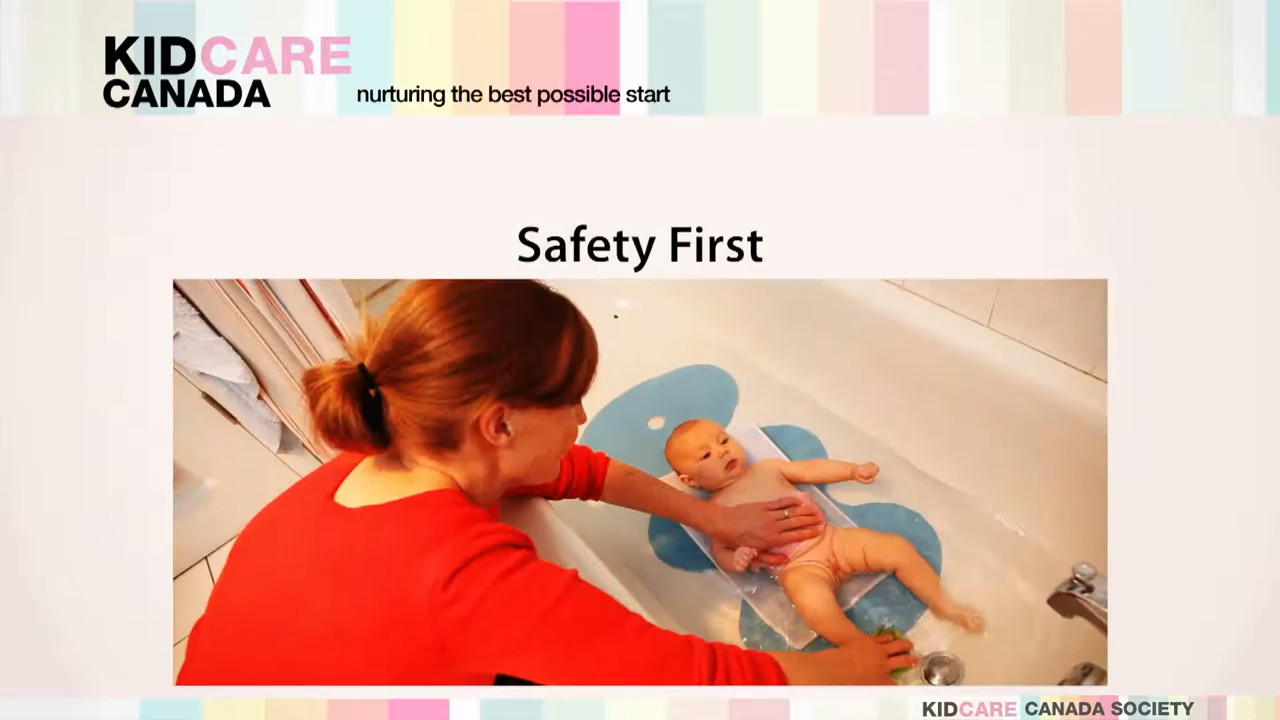 KIDCARE
CANADA
nurturing the best possible start
Safety First
KIDCARE CANADA SOCIETY